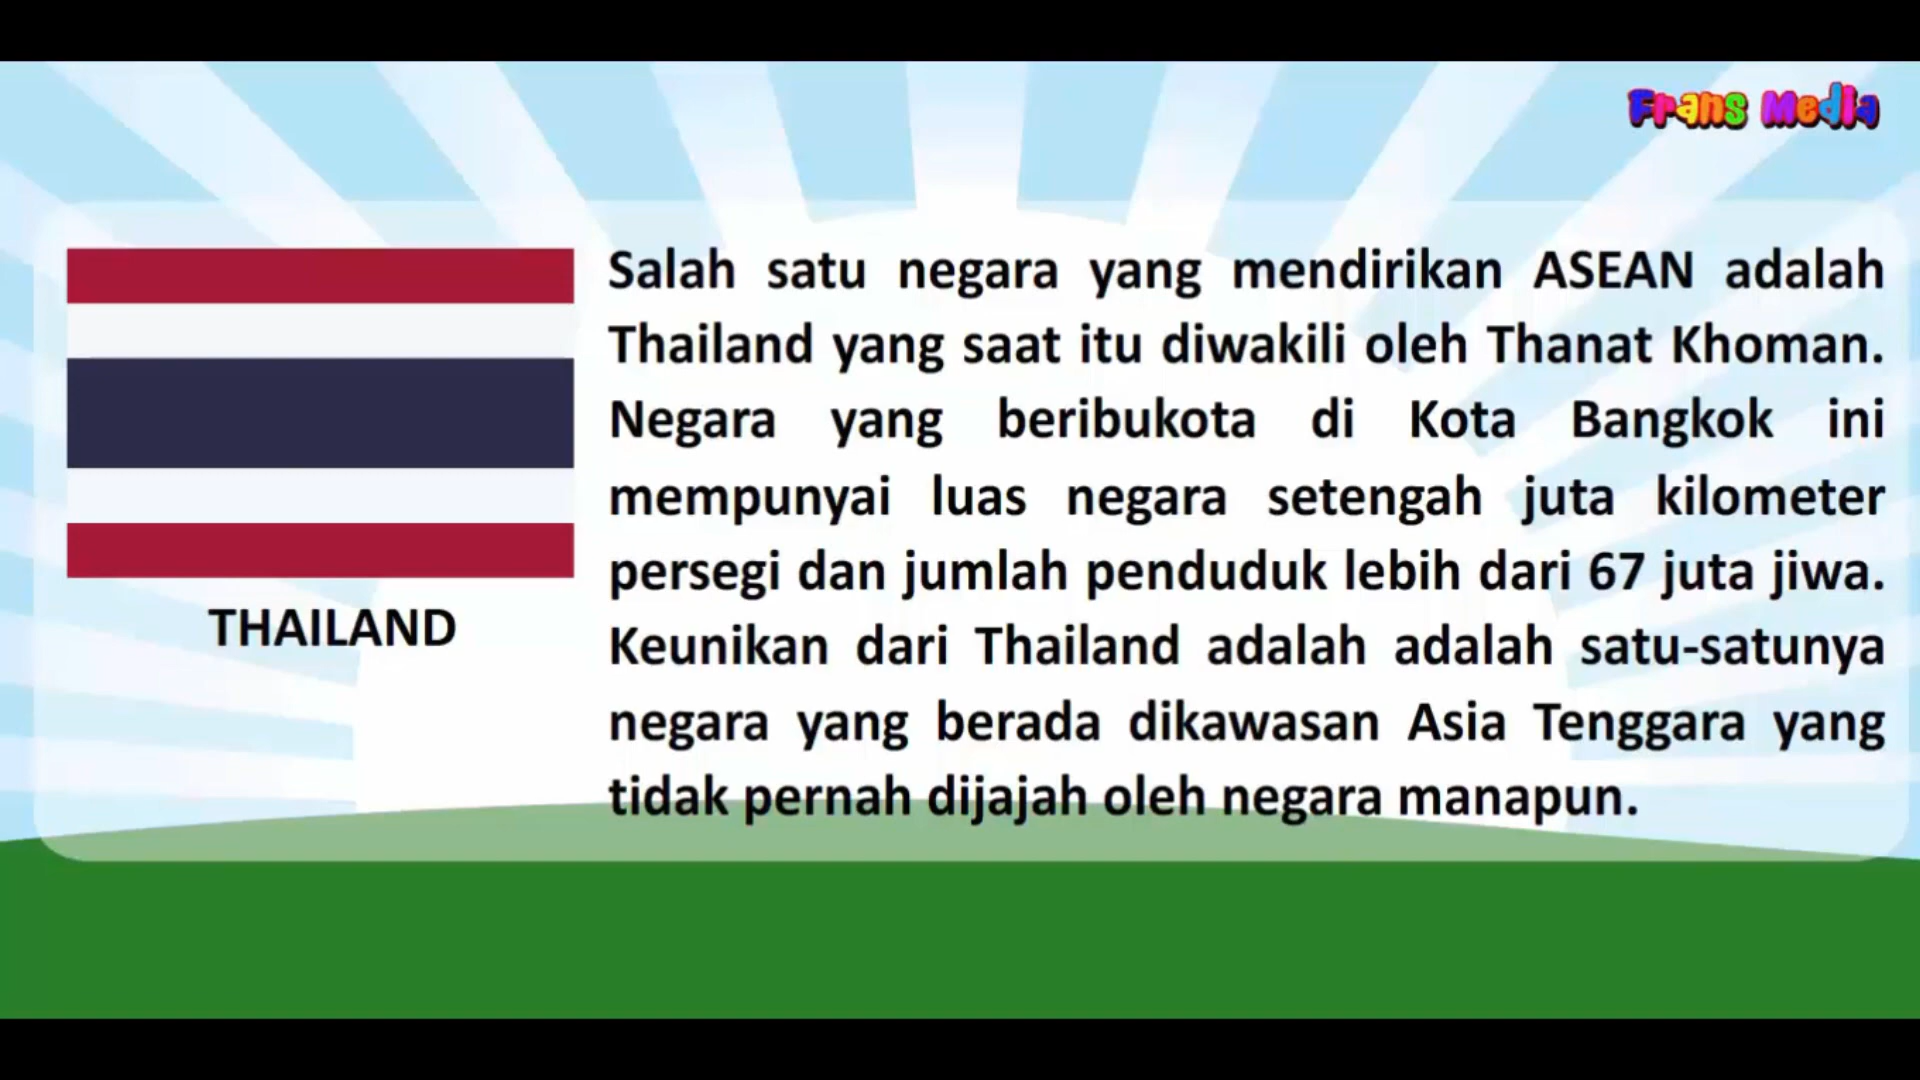 Frans Media
Salah satu negara yang mendirikan ASEAN adalah
Thailand yang saat itu diwakili oleh Thanat Khoman.
Negara yang beribukota di Kota Bangkok ini
mempunyai luas negara setengah juta kilometer
persegi dan jumlah penduduk lebih dari 67 juta jiwa.
Keunikan dari Thailand adalah adalah satu-satunya
negara yang berada dikawasan Asia Tenggara yang
tidak pernah dijajah oleh negara manapun.
THAILAND